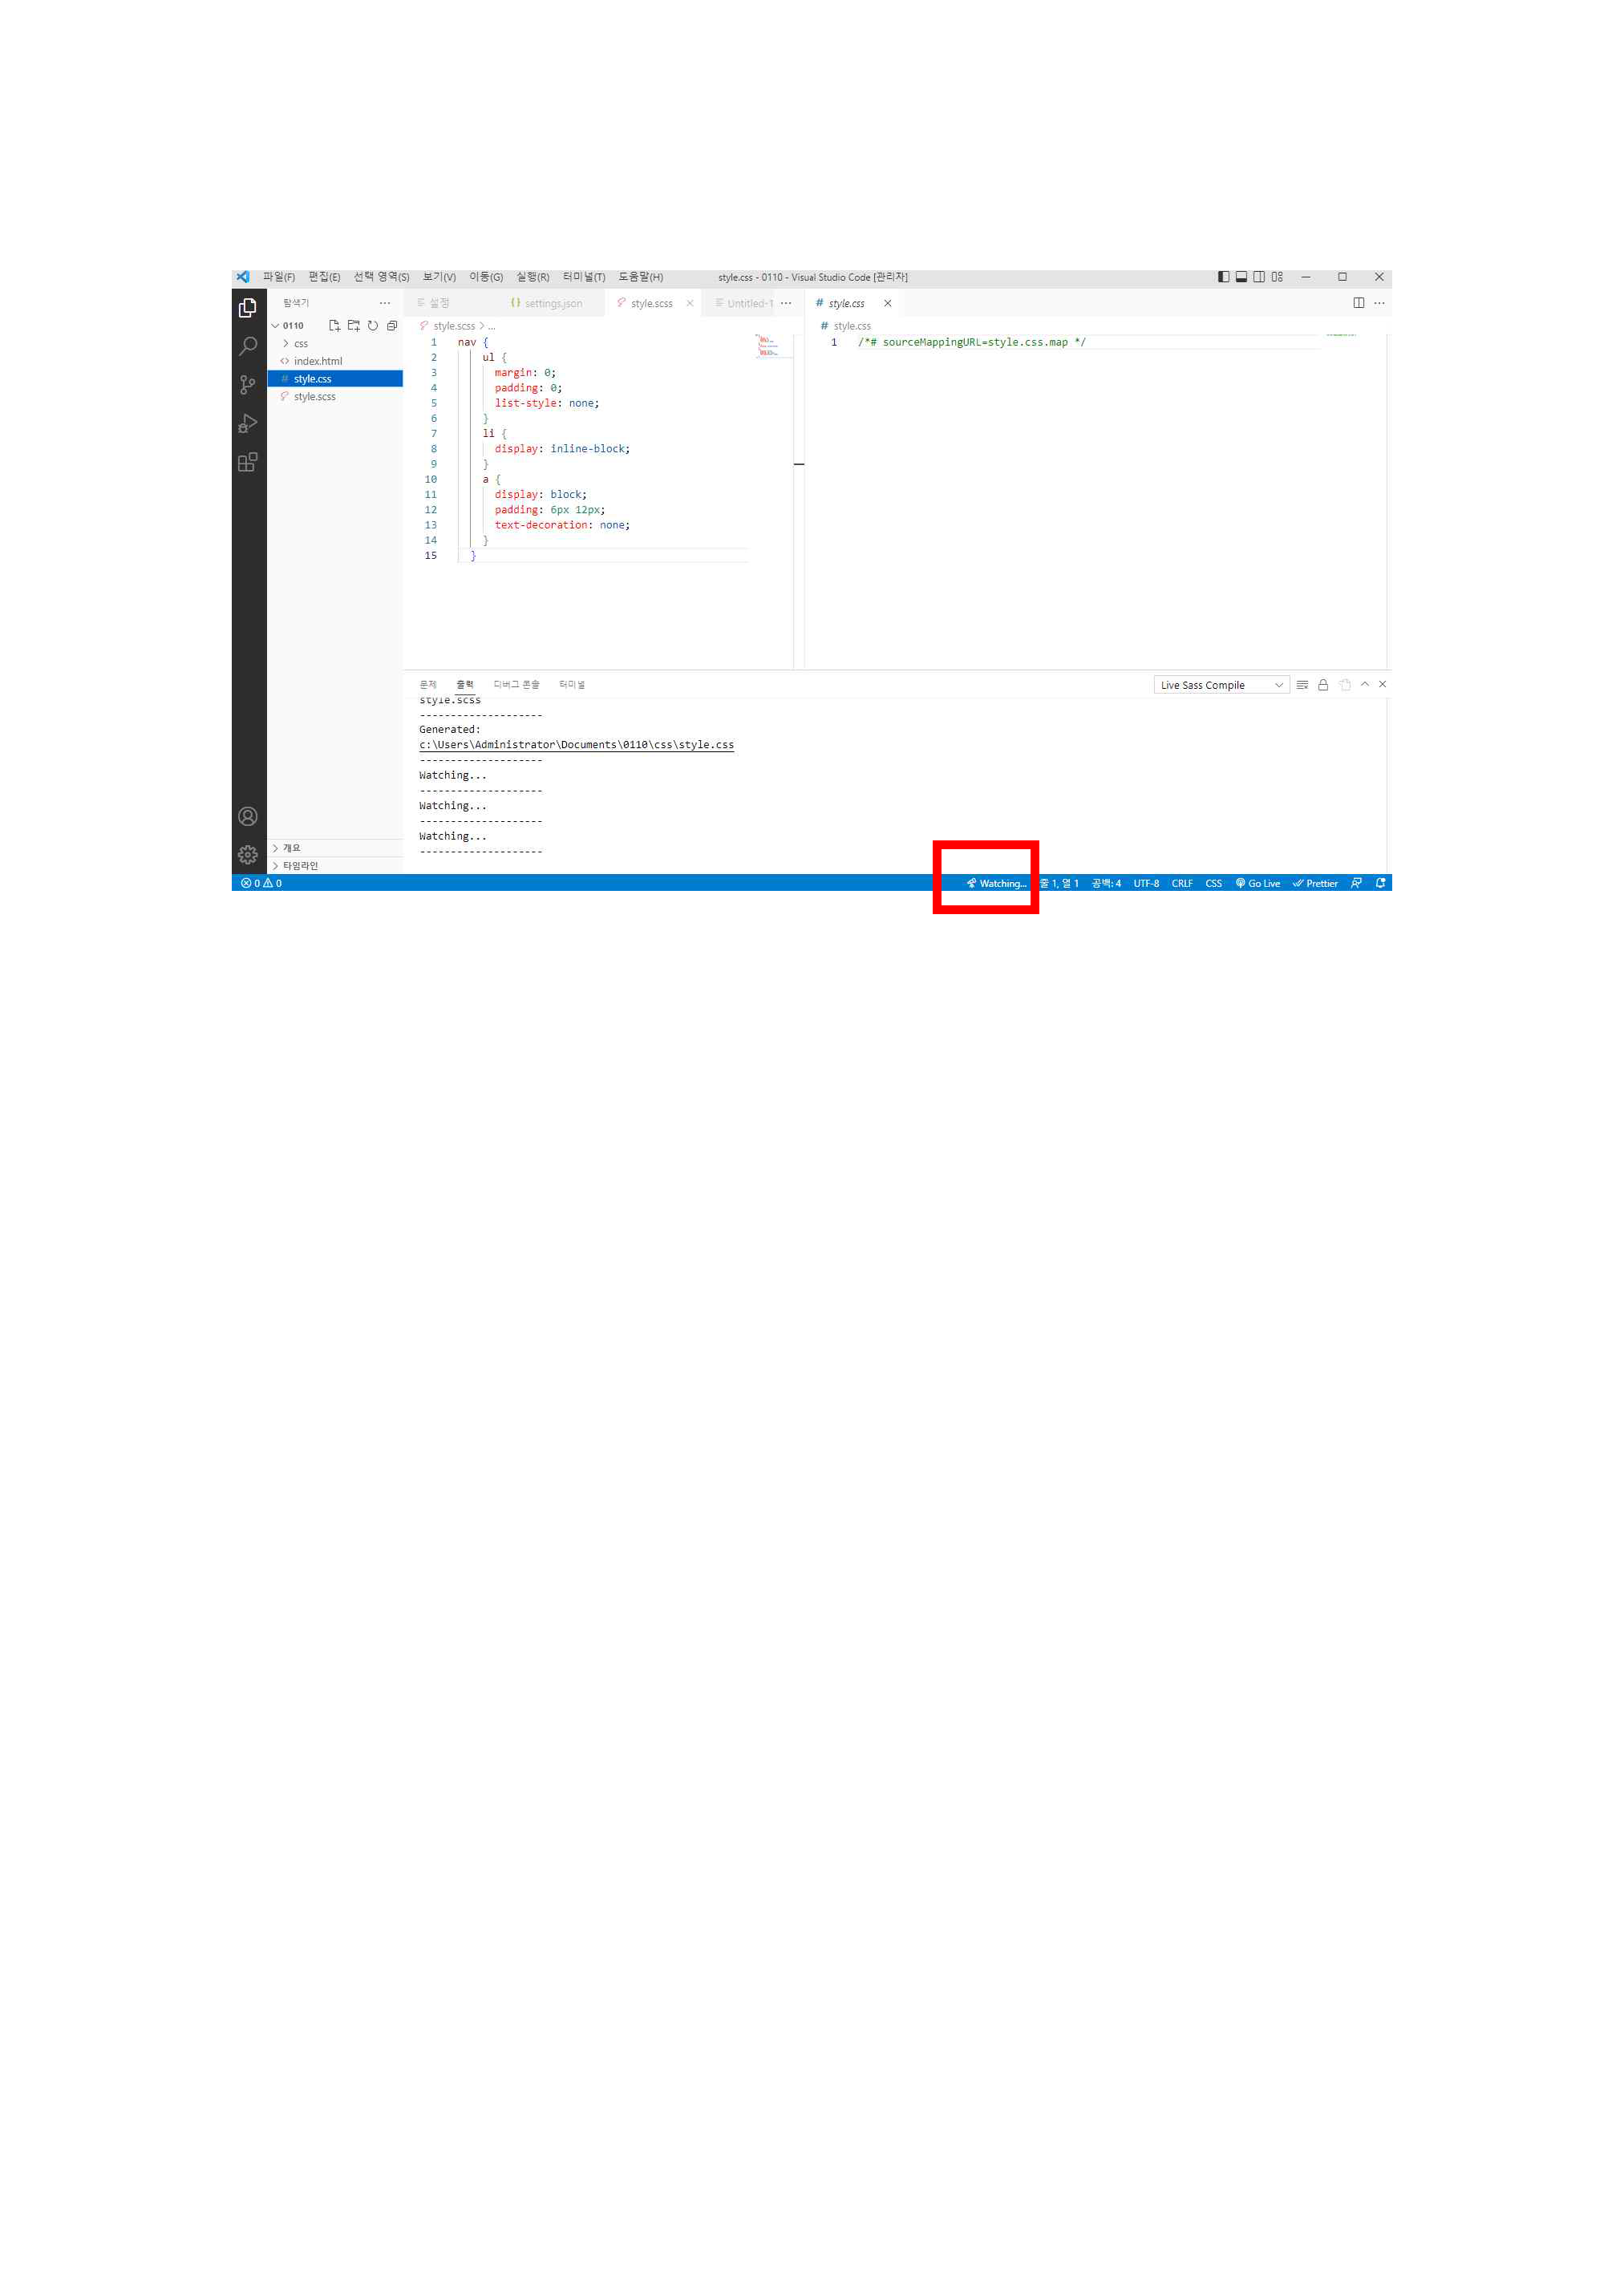 파일(F) 편집(E) 선택 영역(S) 보기(V) 이동(G) 실행(R) 터미널(T) 도움말(H) style.css - 0110 - Visual Studio Code [관리자]
탐색기 ···
설정 {} settings.json style.scss × Untitled-1 ··· # style.css ×
0110
style.scss > ...
# style.css
css
index.html
# style.css
style.scss
1 nav {
2 ul {
3 margin: 0;
4 padding: 0;
5 list-style: none;
6 }
7 li {
8 display: inline-block;
9 }
10 a {
11 display: block;
12 padding: 6px 12px;
13 text-decoration: none;
14 }
15 }
1 /*# sourceMappingURL=style.css.map */
문제 출력 디버그 콘솔 터미널 Live Sass Compile
style.scss
--------------------
Generated:
c:\Users\Administrator\Documents\0110\css\style.css
--------------------
Watching...
--------------------
Watching...
--------------------
Watching...
--------------------
개요
타임라인
0 0 Watching... 줄 1, 열 1 공백: 4 UTF-8 CRLF CSS Go Live Prettier